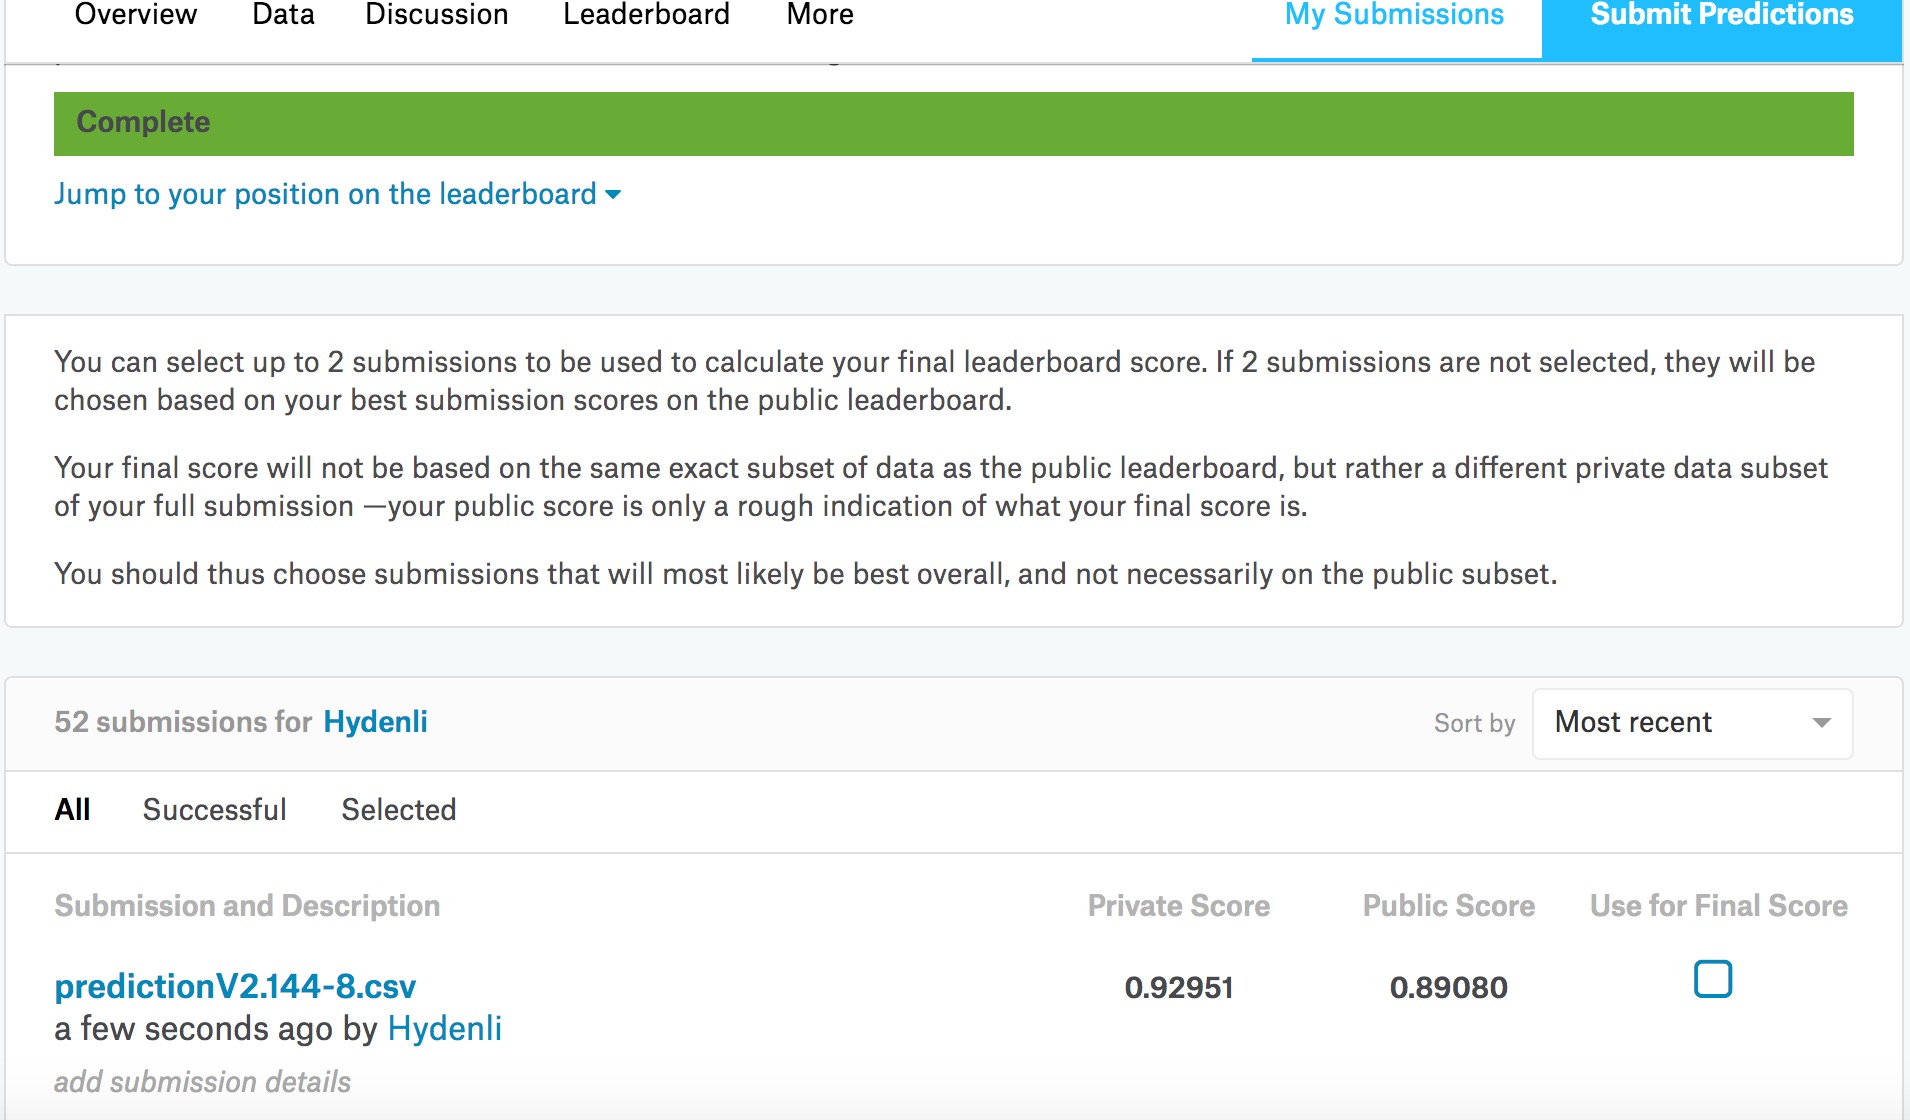 Overview Data Discussion Leaderboard More My Submissions Submit Predictions
Complete
Jump to your position on the leaderboard
You can select up to 2 submissions to be used to calculate your final leaderboard score. If 2 submissions are not selected, they will be
chosen based on your best submission scores on the public leaderboard.
Your final score will not be based on the same exact subset of data as the public leaderboard, but rather a different private data subset
of your full submission —your public score is only a rough indication of what your final score is.
You should thus choose submissions that will most likely be best overall, and not necessarily on the public subset.
52 submissions for Hydenli Sort by Most recent
All Successful Selected
Submission and Description Private Score Public Score Use for Final Score
predictionV2.144-8.csv 0.92951 0.89080
a few seconds ago by Hydenli
add submission details